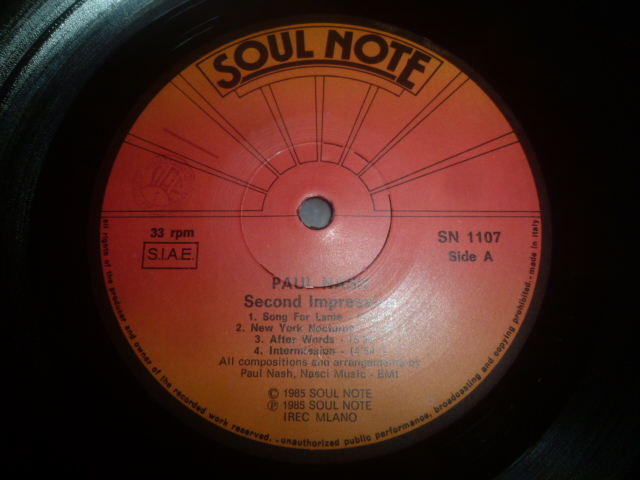 SOUL NOTE
33 rpm
S.I.A.E.
SN 1107
Side A
PAUL NASH
Second Impression
1. Song For Lanie
2. New York Nocturne
3. After Words
4. Intermission
All compositions and arrangements by
Paul Nash, Nasci Music - BMI
© 1985 SOUL NOTE
℗ 1985 SOUL NOTE
IREC MLANO
all rights of the producer and owner of the recorded work reserved. - unauthorized public performance, broadcasting and copying prohibited. - made in italy